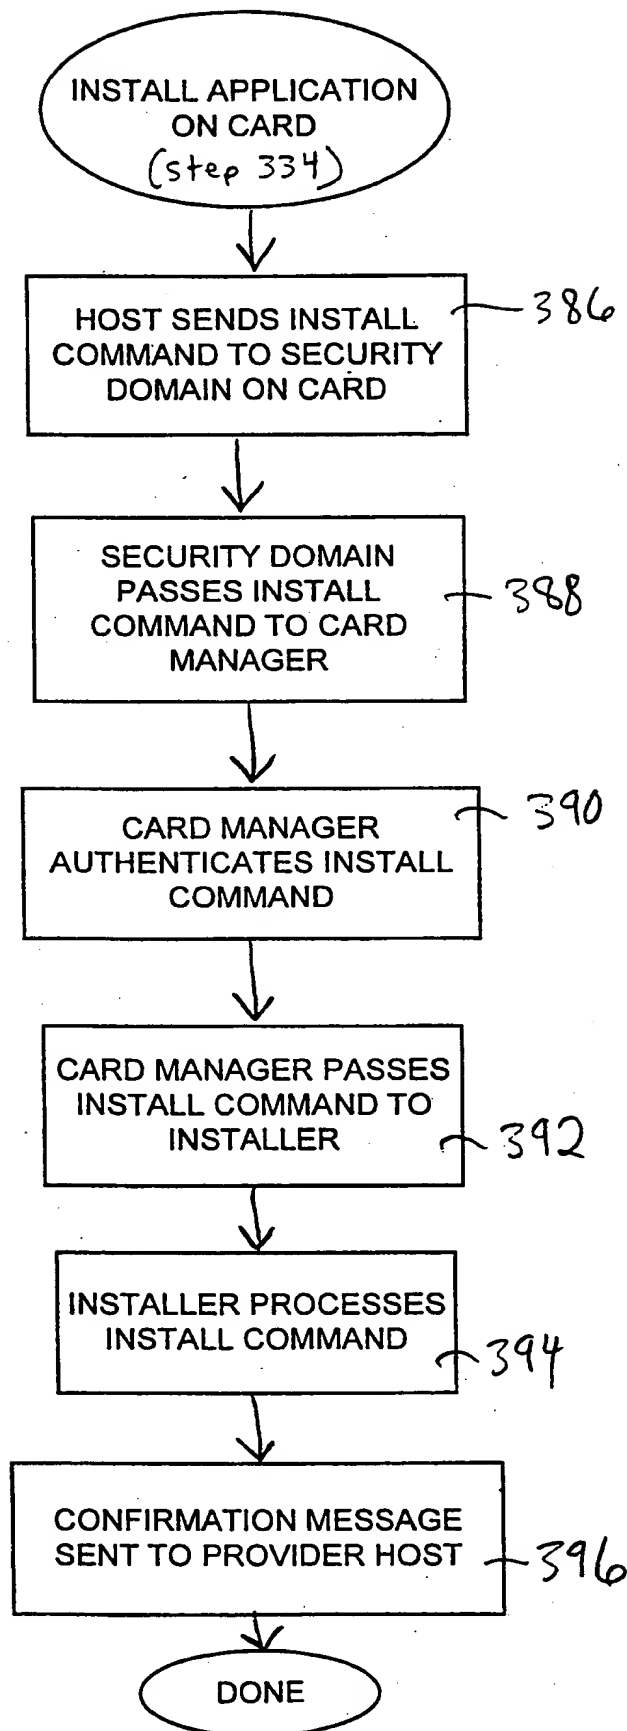 INSTALL APPLICATION
ON CARD
(step 334)
HOST SENDS INSTALL
COMMAND TO SECURITY
DOMAIN ON CARD
386
SECURITY DOMAIN
PASSES INSTALL
COMMAND TO CARD
MANAGER
388
CARD MANAGER
AUTHENTICATES INSTALL
COMMAND
390
CARD MANAGER PASSES
INSTALL COMMAND TO
INSTALLER
392
INSTALLER PROCESSES
INSTALL COMMAND
394
CONFIRMATION MESSAGE
SENT TO PROVIDER HOST
396
DONE